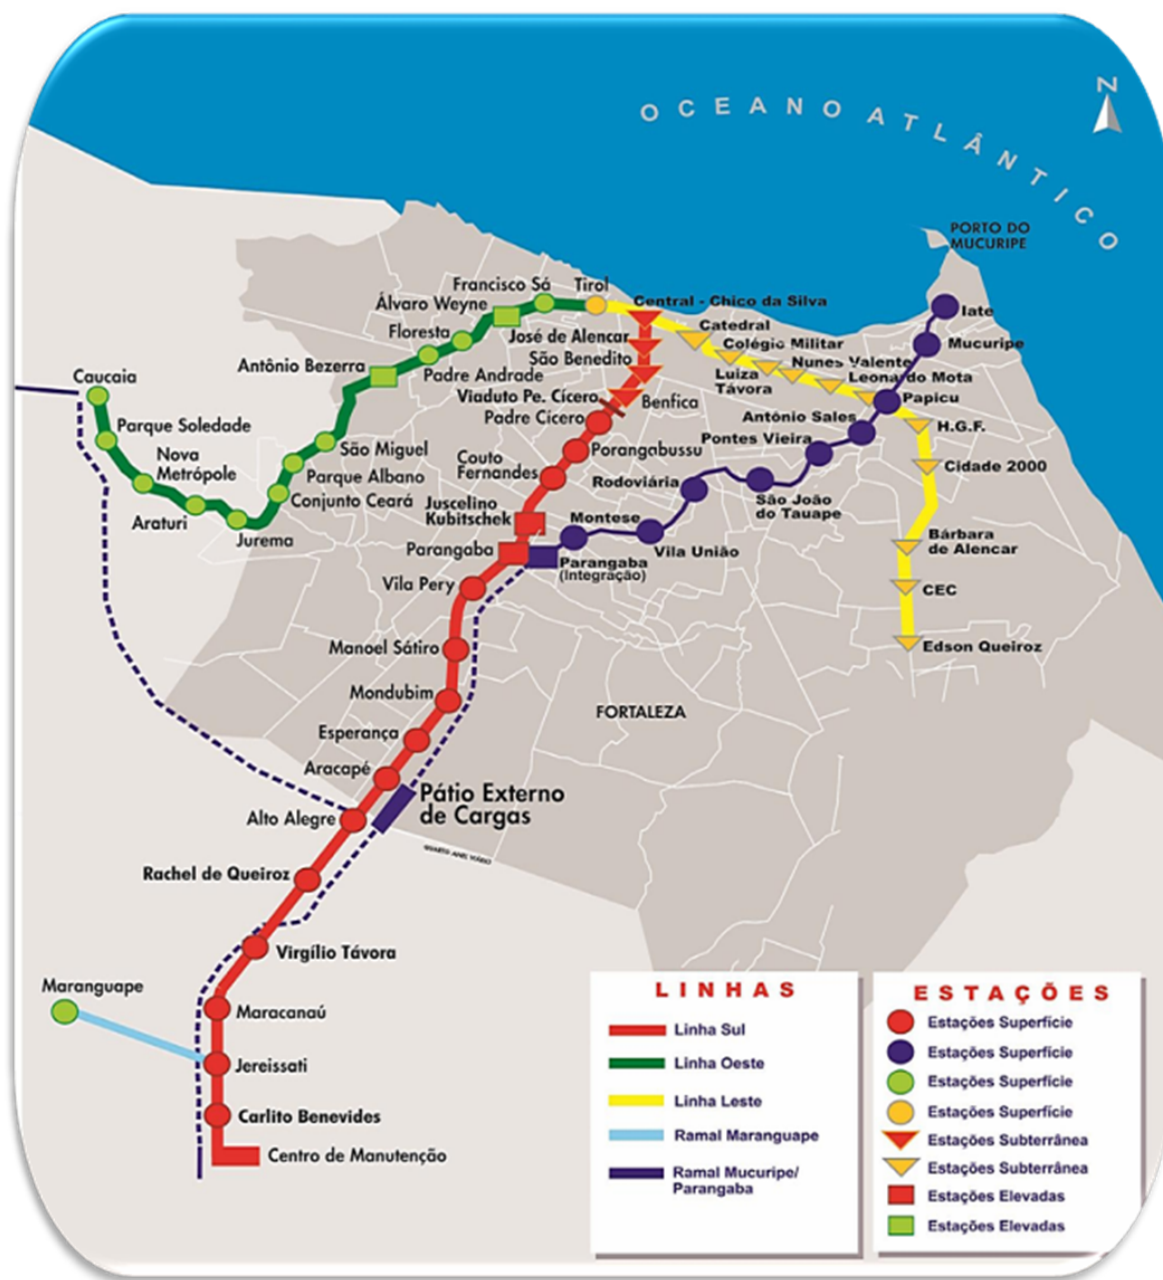 N
OCEANO ATLÂNTICO
PORTO DO
MUCURIPE
Francisco Sá
Tirol
Álvaro Weyne
Central - Chico da Silva
Iate
Floresta
José de Alencar
Catedral
Mucuripe
Colégio Militar
São Benedito
Nunes Valente
Antônio Bezerra
Padre Andrade
Luiza
Távora
Leonardo Mota
Caucaia
Viaduto Pe. Cícero
Benfica
Papicu
Padre Cícero
Antônio Sales
H.G.F.
Parque Soledade
Pontes Vieira
São Miguel
Porangabussu
Nova
Metrópole
Couto
Fernandes
Cidade 2000
Parque Albano
Rodoviária
Conjunto Ceará
São João
do Tauape
Juscelino
Kubitschek
Araturi
Montese
Jurema
Bárbara
de Alencar
Parangaba
Vila União
Parangaba
(Integração)
Vila Pery
CEC
Manoel Sátiro
Edson Queiroz
Mondubim
FORTALEZA
Esperança
Aracapé
Pátio Externo
de Cargas
Alto Alegre
QUARTO ANEL VIÁRIO
Rachel de Queiroz
Virgílio Távora
Maranguape
Maracanaú
Jereissati
Carlito Benevides
Centro de Manutenção
LINHAS
Linha Sul
Linha Oeste
Linha Leste
Ramal Maranguape
Ramal Mucuripe/
Parangaba
ESTAÇÕES
Estações Superfície
Estações Superfície
Estações Superfície
Estações Superfície
Estações Subterrânea
Estações Subterrânea
Estações Elevadas
Estações Elevadas